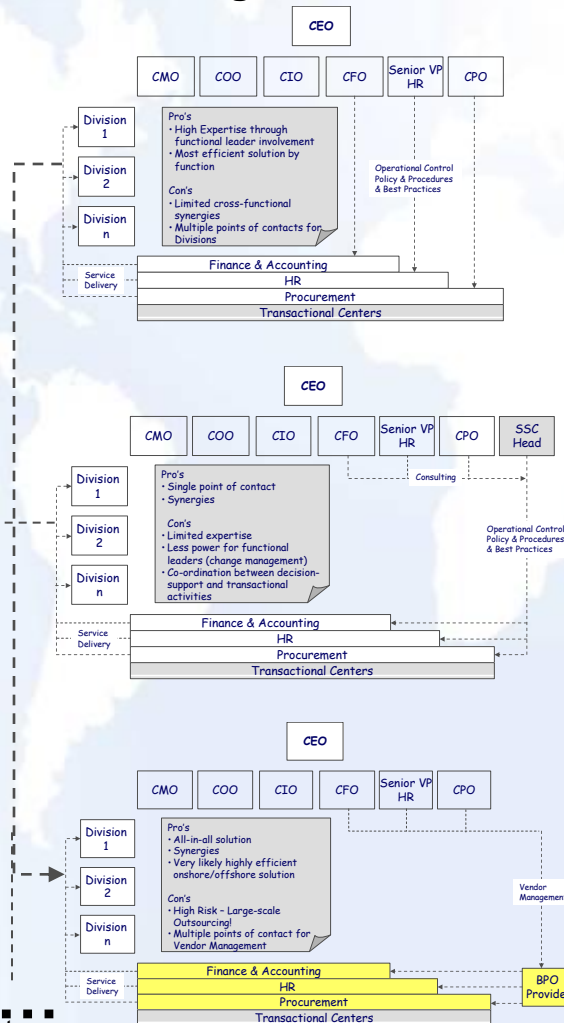 CEO
CMO
COO
CIO
CFO
Senior VP
HR
CPO
Division
1
Division
2
Division
n
Pro's
• High Expertise through
functional leader involvement
• Most efficient solution by
function
Con's
• Limited cross-functional
synergies
• Multiple points of contacts for
Divisions
Operational Control
Policy & Procedures
& Best Practices
Service
Delivery
Finance & Accounting
HR
Procurement
Transactional Centers
CEO
CMO
COO
CIO
CFO
Senior VP
HR
CPO
SSC
Head
Consulting
Division
1
Division
2
Division
n
Pro's
• Single point of contact
• Synergies
Con's
• Limited expertise
• Less power for functional
leaders (change management)
• Co-ordination between decision-
support and transactional
activities
Operational Control
Policy & Procedures
& Best Practices
Service
Delivery
Finance & Accounting
HR
Procurement
Transactional Centers
CEO
CMO
COO
CIO
CFO
Senior VP
HR
CPO
Division
1
Division
2
Division
n
Pro's
• All-in-all solution
• Synergies
• Very likely highly efficient
onshore/offshore solution
Con's
• High Risk – Large-scale
Outsourcing!
• Multiple points of contact for
Vendor Management
Vendor
Management
Service
Delivery
Finance & Accounting
HR
Procurement
Transactional Centers
BPO
Provider